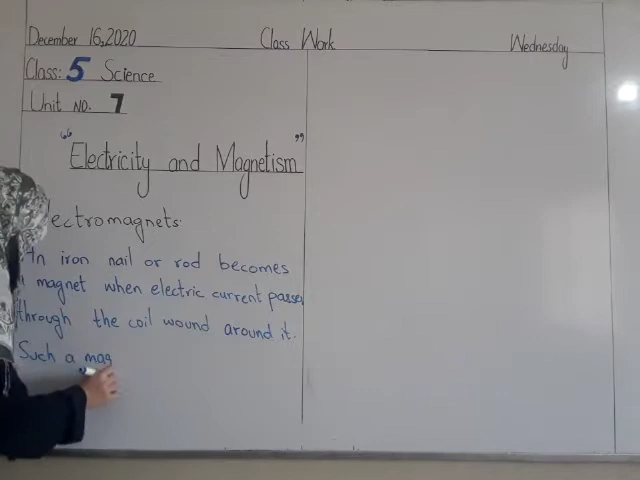 December 16, 2020 Class Work Wednesday
Class: 5 Science
Unit NO. 7
"Electricity and Magnetism"
lectromagnets:
An iron nail or rod becomes
magnet when electric current passes
through the coil wound around it.
Such a mag